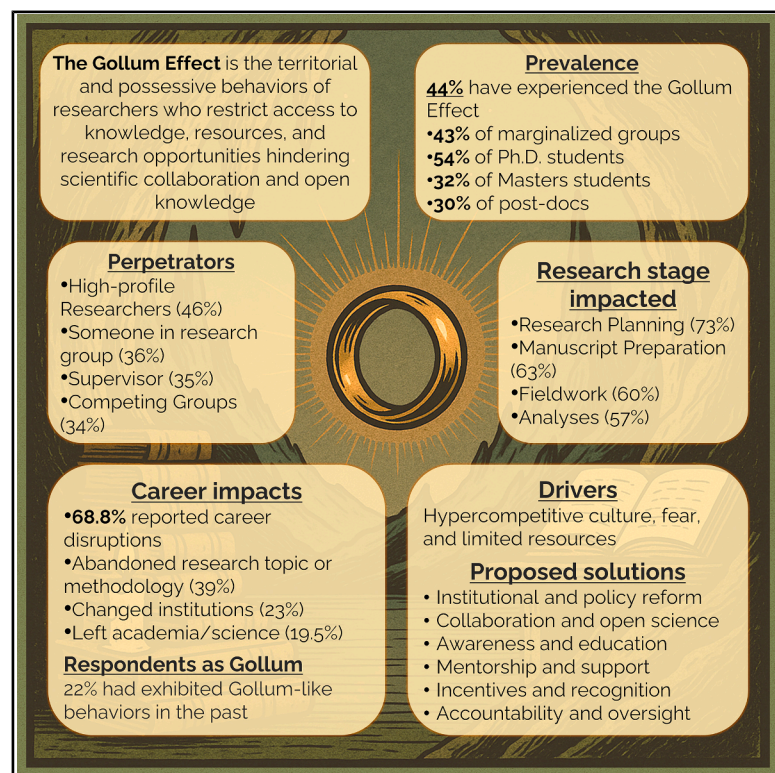 The Gollum Effect is the territorial
and possessive behaviors of
researchers who restrict access to
knowledge, resources, and
research opportunities hindering
scientific collaboration and open
knowledge
Prevalence
44% have experienced the Gollum
Effect
•43% of marginalized groups
•54% of Ph.D. students
•32% of Masters students
•30% of post-docs
Perpetrators
•High-profile
Researchers (46%)
•Someone in research
group (36%)
•Supervisor (35%)
•Competing Groups
(34%)
Research stage
impacted
•Research Planning (73%)
•Manuscript Preparation
(63%)
•Fieldwork (60%)
•Analyses (57%)
Career impacts
•68.8% reported career
disruptions
•Abandoned research topic or
methodology (39%)
•Changed institutions (23%)
•Left academia/science (19.5%)
Respondents as Gollum
22% had exhibited Gollum-like
behaviors in the past
Drivers
Hypercompetitive culture, fear,
and limited resources
Proposed solutions
• Institutional and policy reform
• Collaboration and open science
• Awareness and education
• Mentorship and support
• Incentives and recognition
• Accountability and oversight